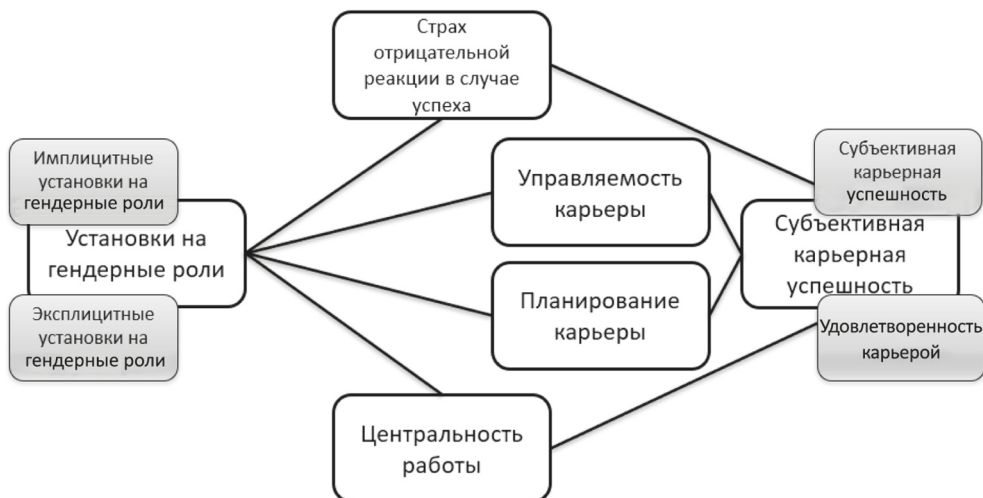 Страх
отрицательной
реакции в случае
успеха
Имплицитные
установки на
гендерные роли
Установки на
гендерные роли
Эксплицитные
установки на
гендерные роли
Управляемость
карьеры
Планирование
карьеры
Центральность
работы
Субъективная
карьерная
успешность
Субъективная
карьерная
успешность
Удовлетворенность
карьерой